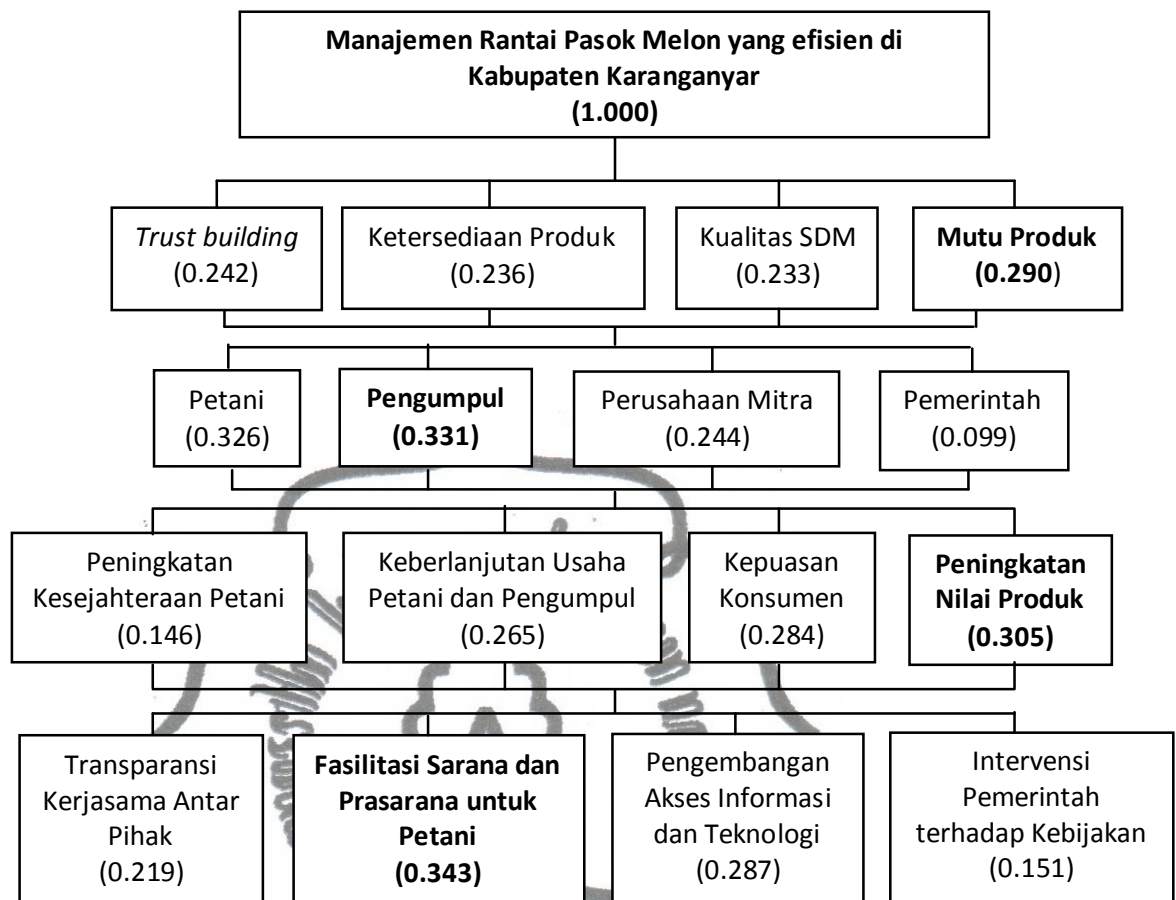 Manajemen Rantai Pasok Melon yang efisien di
Kabupaten Karanganyar
(1.000)
Trust building
(0.242)
Ketersediaan Produk
(0.236)
Kualitas SDM
(0.233)
Mutu Produk
(0.290)
Petani
(0.326)
Pengumpul
(0.331)
Perusahaan Mitra
(0.244)
Pemerintah
(0.099)
Peningkatan
Kesejahteraan Petani
(0.146)
Keberlanjutan Usaha
Petani dan Pengumpul
(0.265)
Kepuasan
Konsumen
(0.284)
Peningkatan
Nilai Produk
(0.305)
Transparansi
Kerjasama Antar
Pihak
(0.219)
Fasilitasi Sarana dan
Prasarana untuk
Petani
(0.343)
Pengembangan
Akses Informasi
dan Teknologi
(0.287)
Intervensi
Pemerintah
terhadap Kebijakan
(0.151)